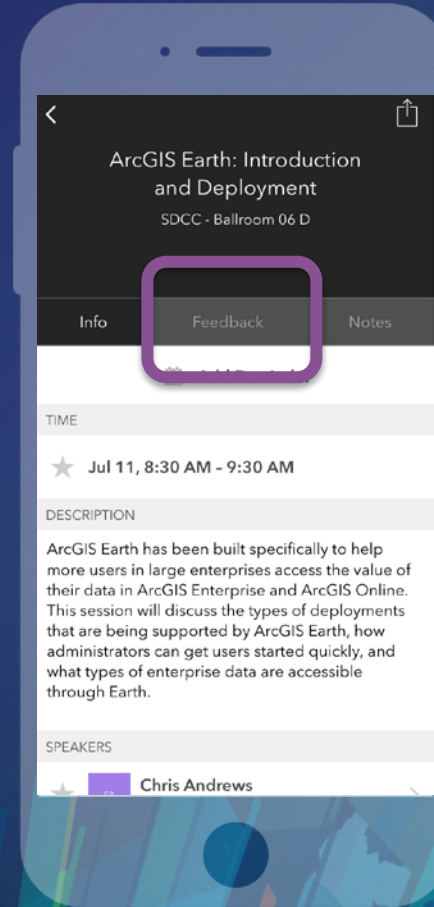 ArcGIS Earth: Introduction
and Deployment
SDCC - Ballroom 06 D
Info
Feedback
Notes
TIME
Jul 11, 8:30 AM - 9:30 AM
DESCRIPTION
ArcGIS Earth has been built specifically to help
more users in large enterprises access the value of
their data in ArcGIS Enterprise and ArcGIS Online.
This session will discuss the types of deployments
that are being supported by ArcGIS Earth, how
administrators can get users started quickly, and
what types of enterprise data are accessible
through Earth.
SPEAKERS
Chris Andrews